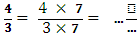 4/3 = 4 × 7 / 3 × 7 = ...□ / ...□